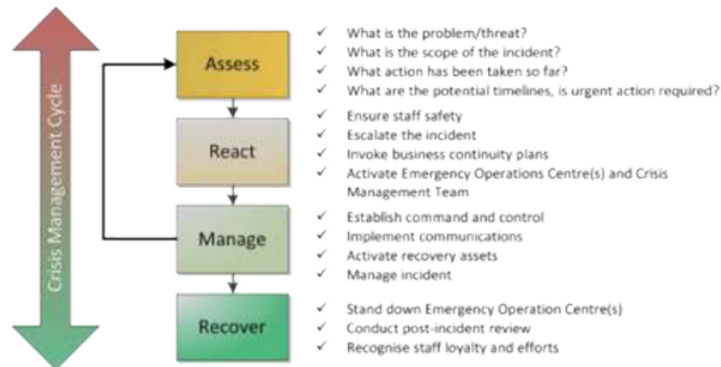 Crisis Management Cycle
Assess
✓ What is the problem/threat?
✓ What is the scope of the incident?
✓ What action has been taken so far?
✓ What are the potential timelines, is urgent action required?
React
✓ Ensure staff safety
✓ Escalate the incident
✓ Invoke business continuity plans
✓ Activate Emergency Operations Centre(s) and Crisis
Management Team
Manage
✓ Establish command and control
✓ Implement communications
✓ Activate recovery assets
✓ Manage incident
Recover
✓ Stand down Emergency Operation Centre(s)
✓ Conduct post-incident review
✓ Recognise staff loyalty and efforts